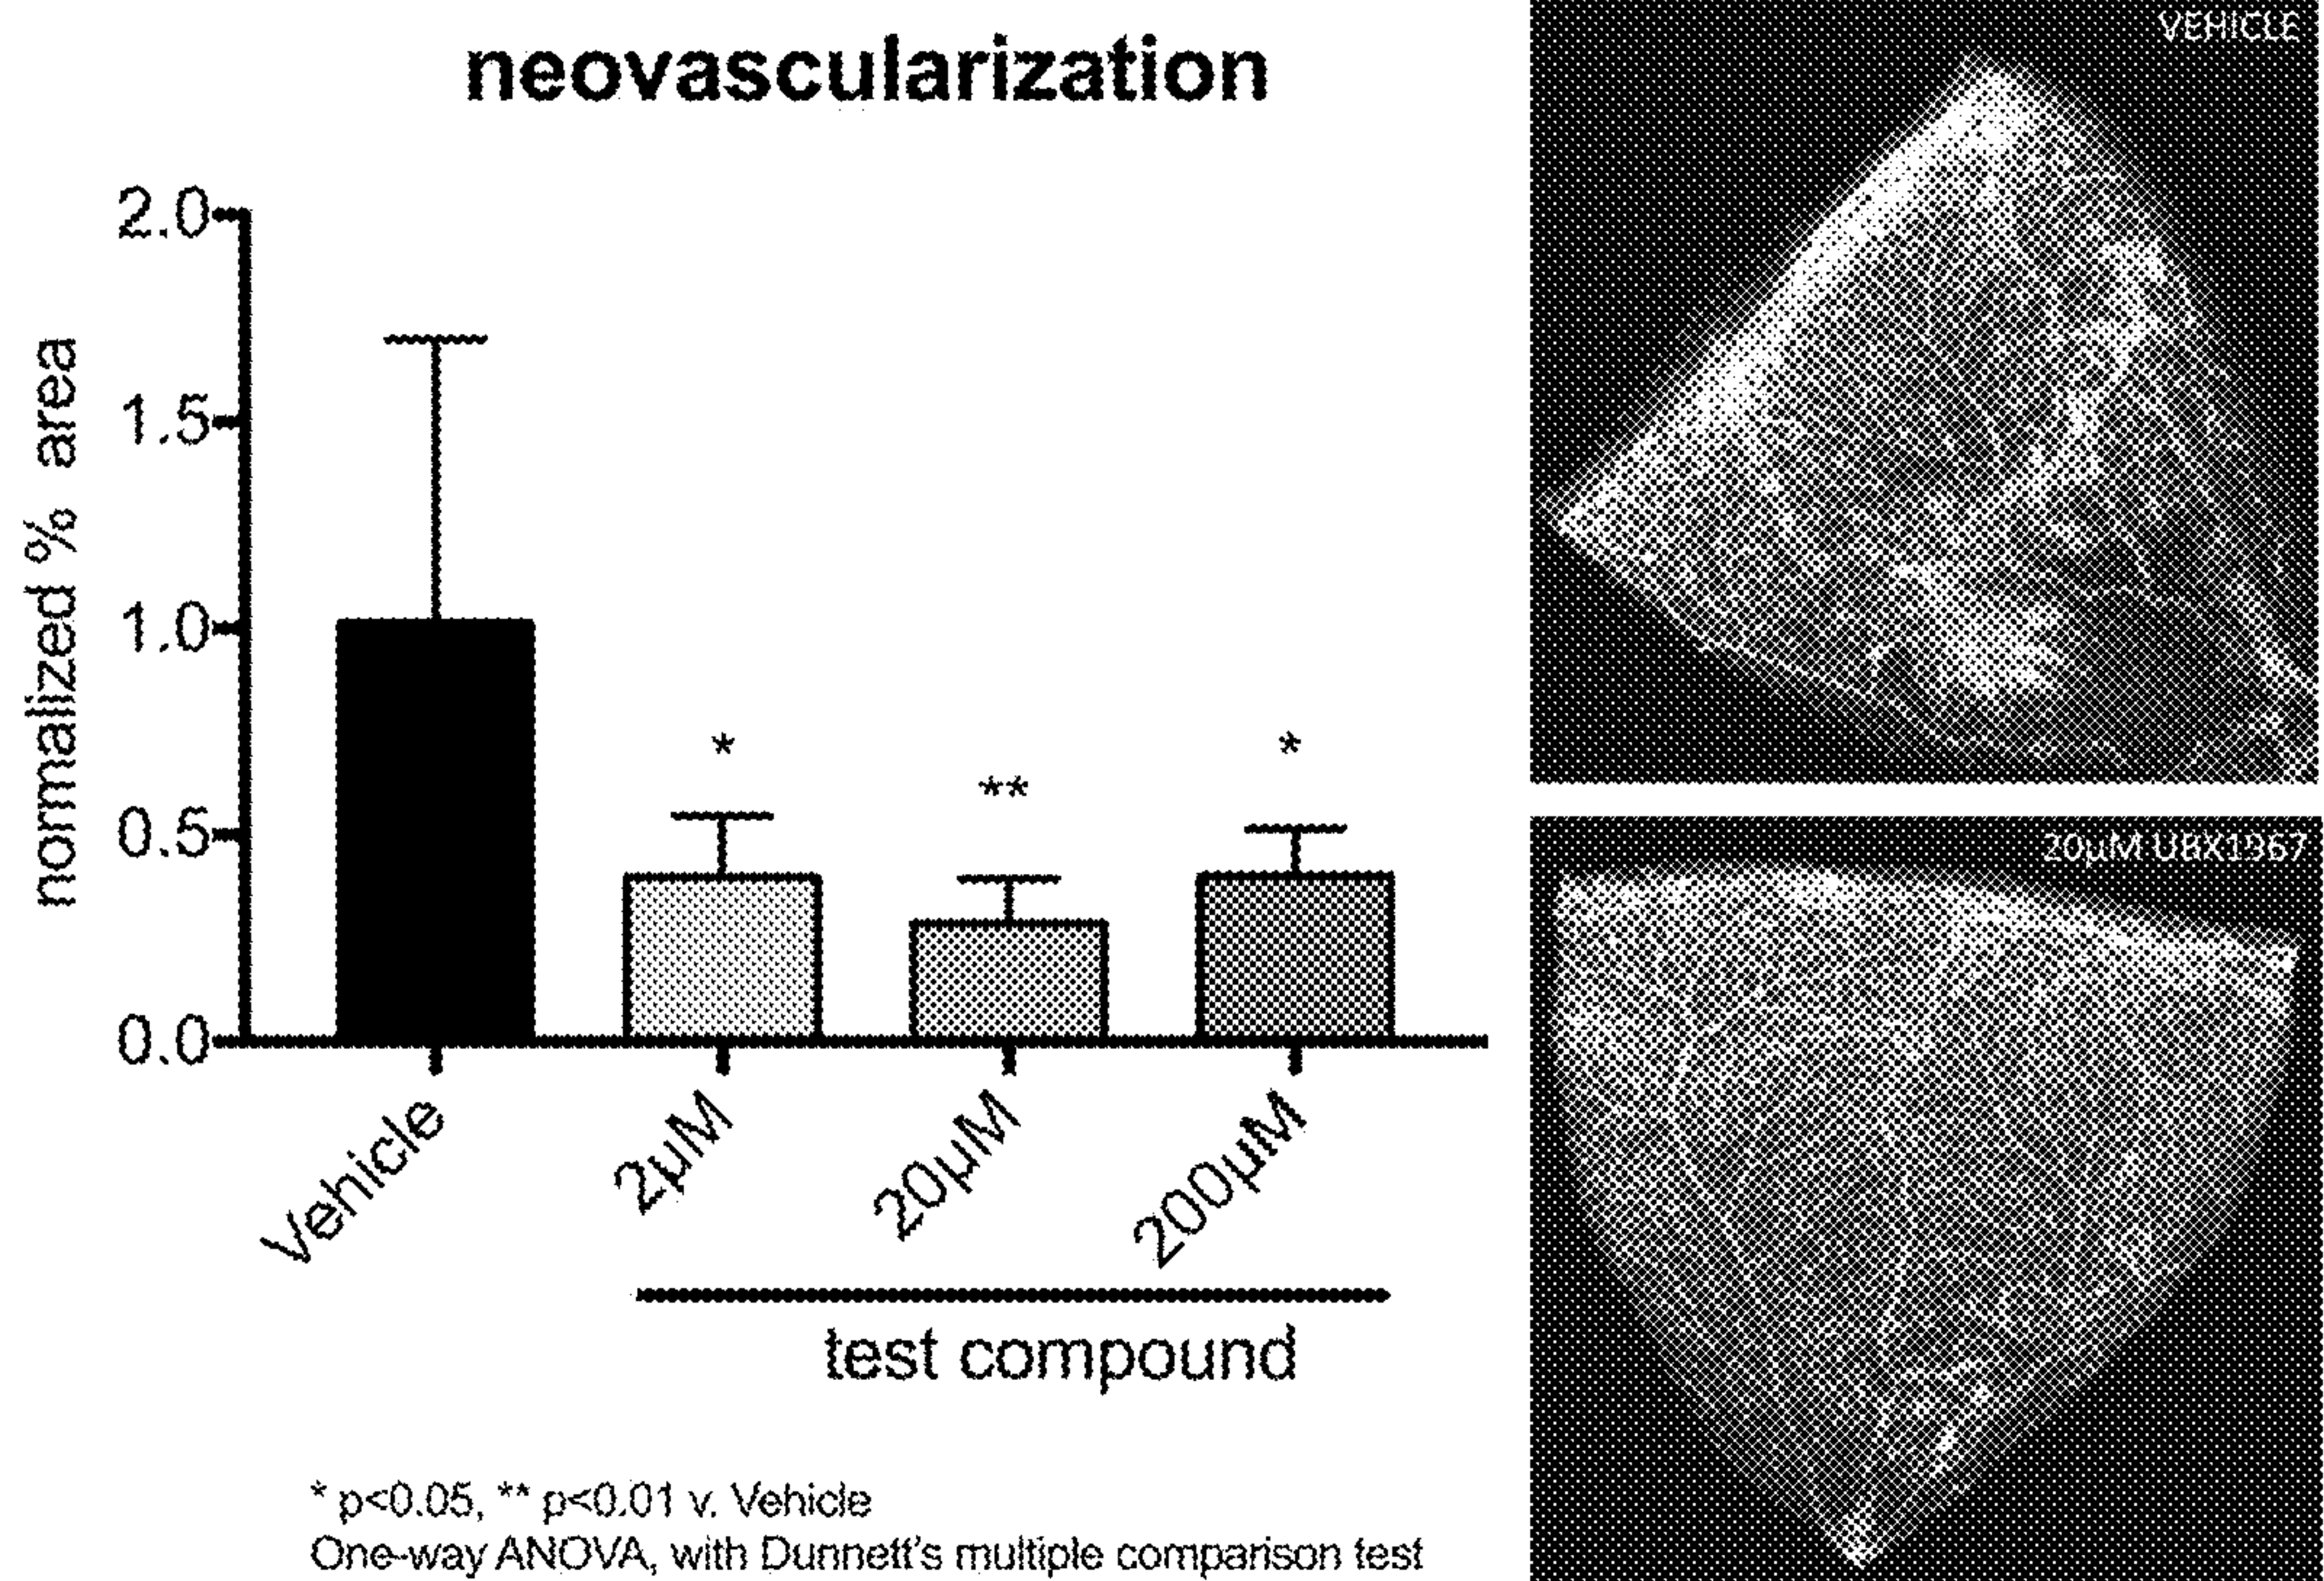 neovascularization
normalized % area
2.0
1.5
1.0
0.5
0.0
*
**
*
Vehicle
2µM
20µM
200µM
test compound
* p<0.05, ** p<0.01 v. Vehicle
One-way ANOVA, with Dunnett's multiple comparison test
VEHICLE
20µM UBX1967